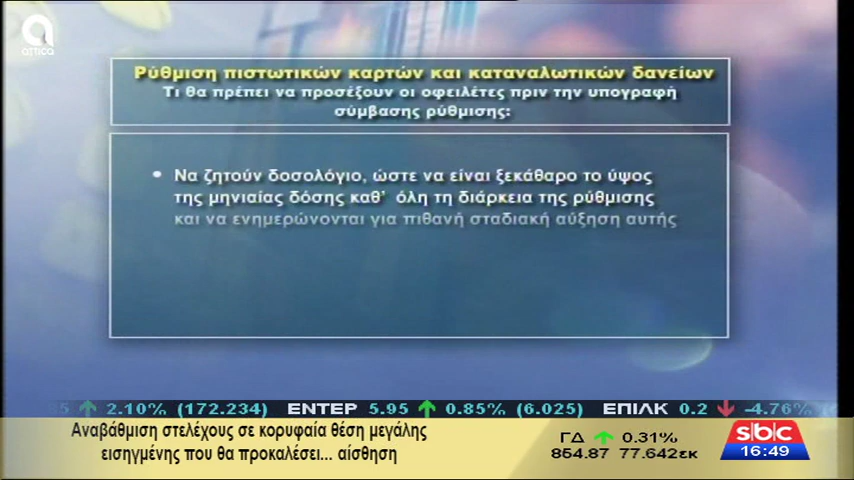 αττικα
Ρύθμιση πιστωτικών καρτών και καταναλωτικών δανείων
Τι θα πρέπει να προσέξουν οι οφειλέτες πριν την υπογραφή
σύμβασης ρύθμισης:
• Να ζητούν δοσολόγιο, ώστε να είναι ξεκάθαρο το ύψος
της μηνιαίας δόσης καθ' όλη τη διάρκεια της ρύθμισης
και να ενημερώνονται για πιθανή σταδιακή αύξηση αυτής
2.10% (172.234) ΕΝΤΕΡ 5.95 0.85% (6.025) ΕΠΙΛΚ 0.2 -4.76%
Αναβάθμιση στελέχους σε κορυφαία θέση μεγάλης
εισηγμένης που θα προκαλέσει... αίσθηση
ΓΔ 0.31%
854.87 77.642εκ
sbc
16:49